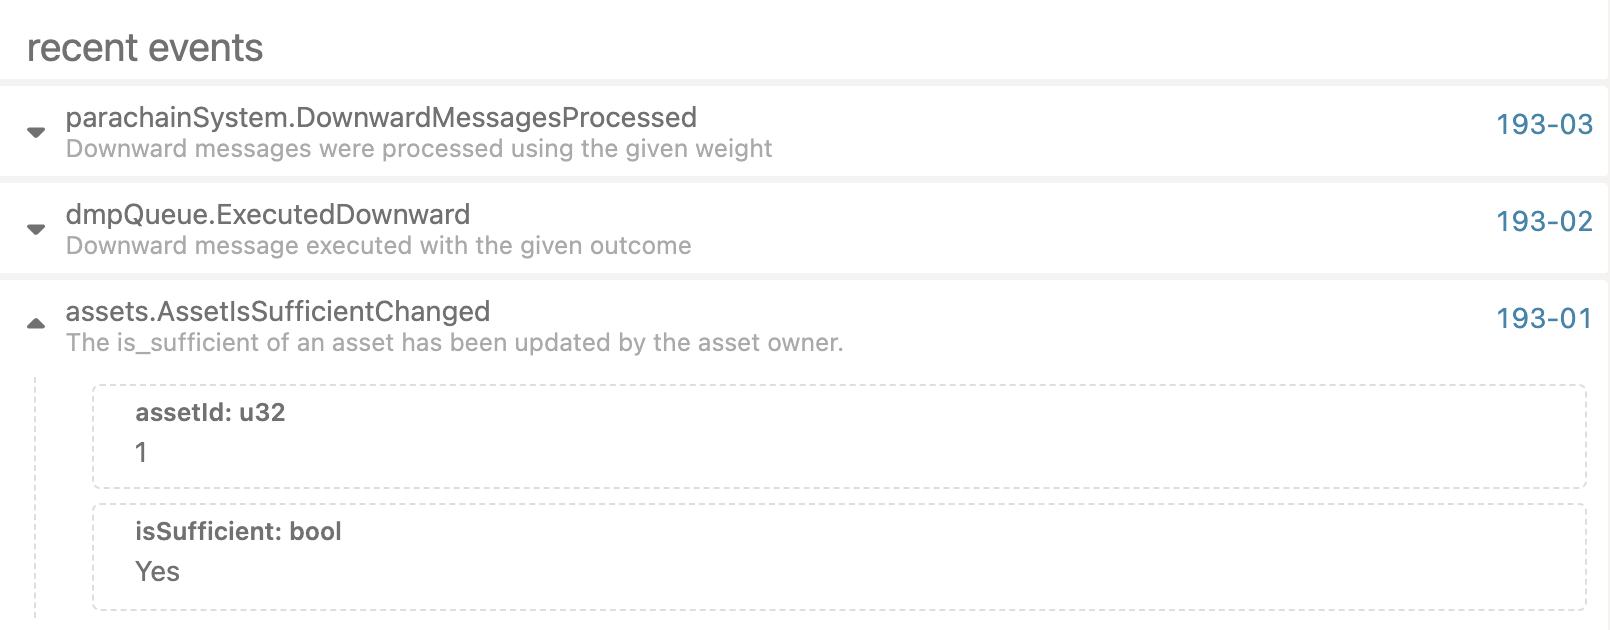 recent events
parachainSystem.DownwardMessagesProcessed
193-03
Downward messages were processed using the given weight
dmpQueue.ExecutedDownward
193-02
Downward message executed with the given outcome
assets.AssetIsSufficientChanged
193-01
The is_sufficient of an asset has been updated by the asset owner.
assetId: u32
1
isSufficient: bool
Yes